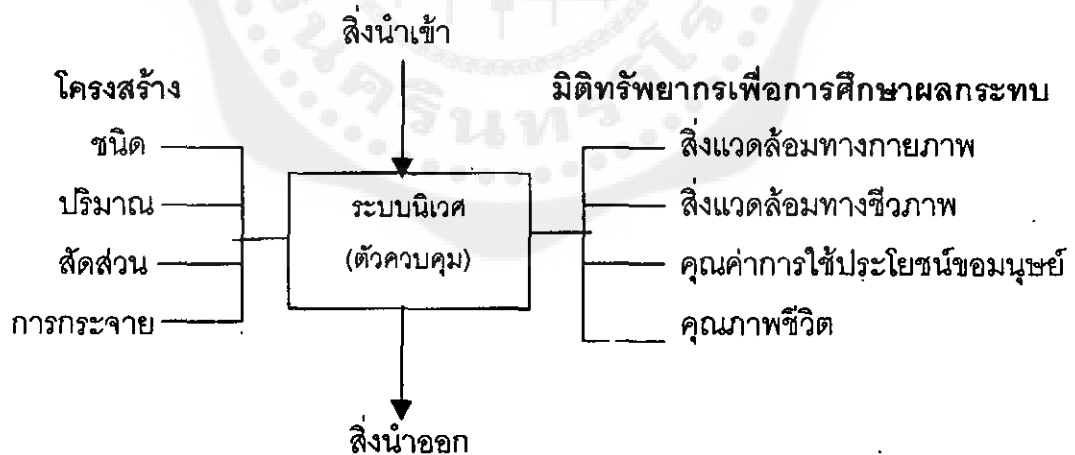 สิ่งนำเข้า
โครงสร้าง
มิติทรัพยากรเพื่อการศึกษาผลกระทบ
ชนิด
สิ่งแวดล้อมทางกายภาพ
ปริมาณ
ระบบนิเวศ
สิ่งแวดล้อมทางชีวภาพ
สัดส่วน
(ตัวควบคุม)
คุณค่าการใช้ประโยชน์ขอมนุษย์
การกระจาย
คุณภาพชีวิต
สิ่งนำออก